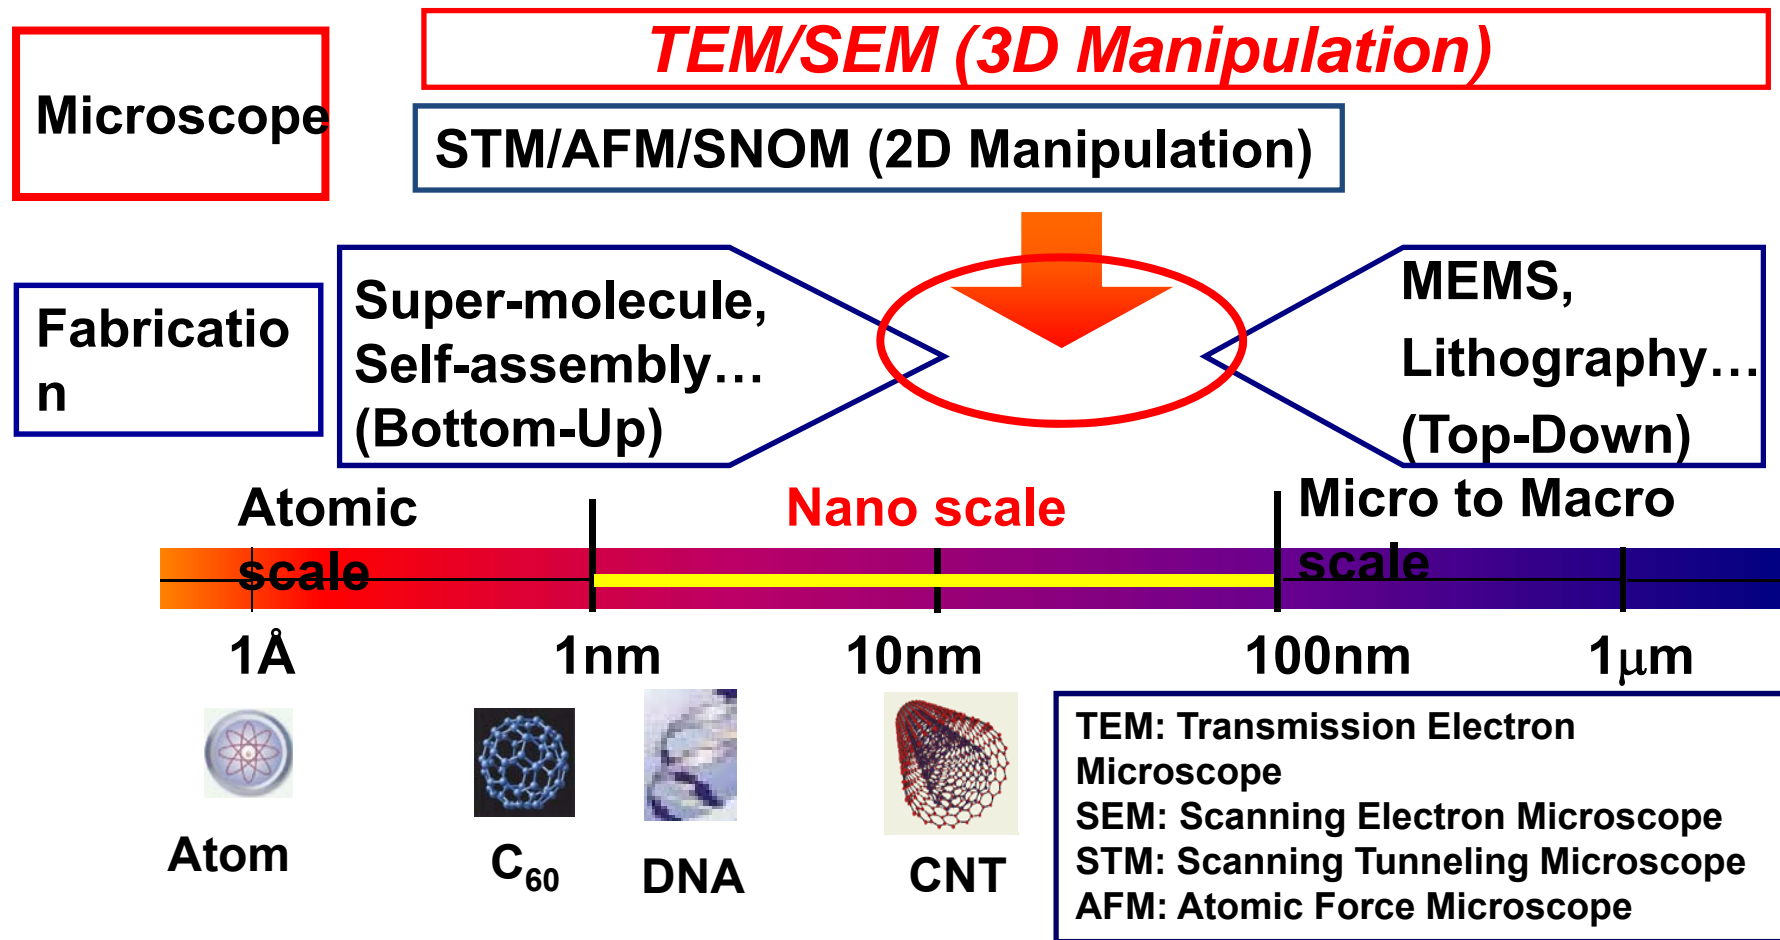 TEM/SEM (3D Manipulation)
Microscope
STM/AFM/SNOM (2D Manipulation)
Fabricatio
n
Super-molecule,
Self-assembly…
(Bottom-Up)
MEMS,
Lithography…
(Top-Down)
Atomic
scale
Nano scale
Micro to Macro
scale
1Å
1nm
10nm
100nm
1μm
Atom
C₆₀
DNA
CNT
TEM: Transmission Electron
Microscope
SEM: Scanning Electron Microscope
STM: Scanning Tunneling Microscope
AFM: Atomic Force Microscope